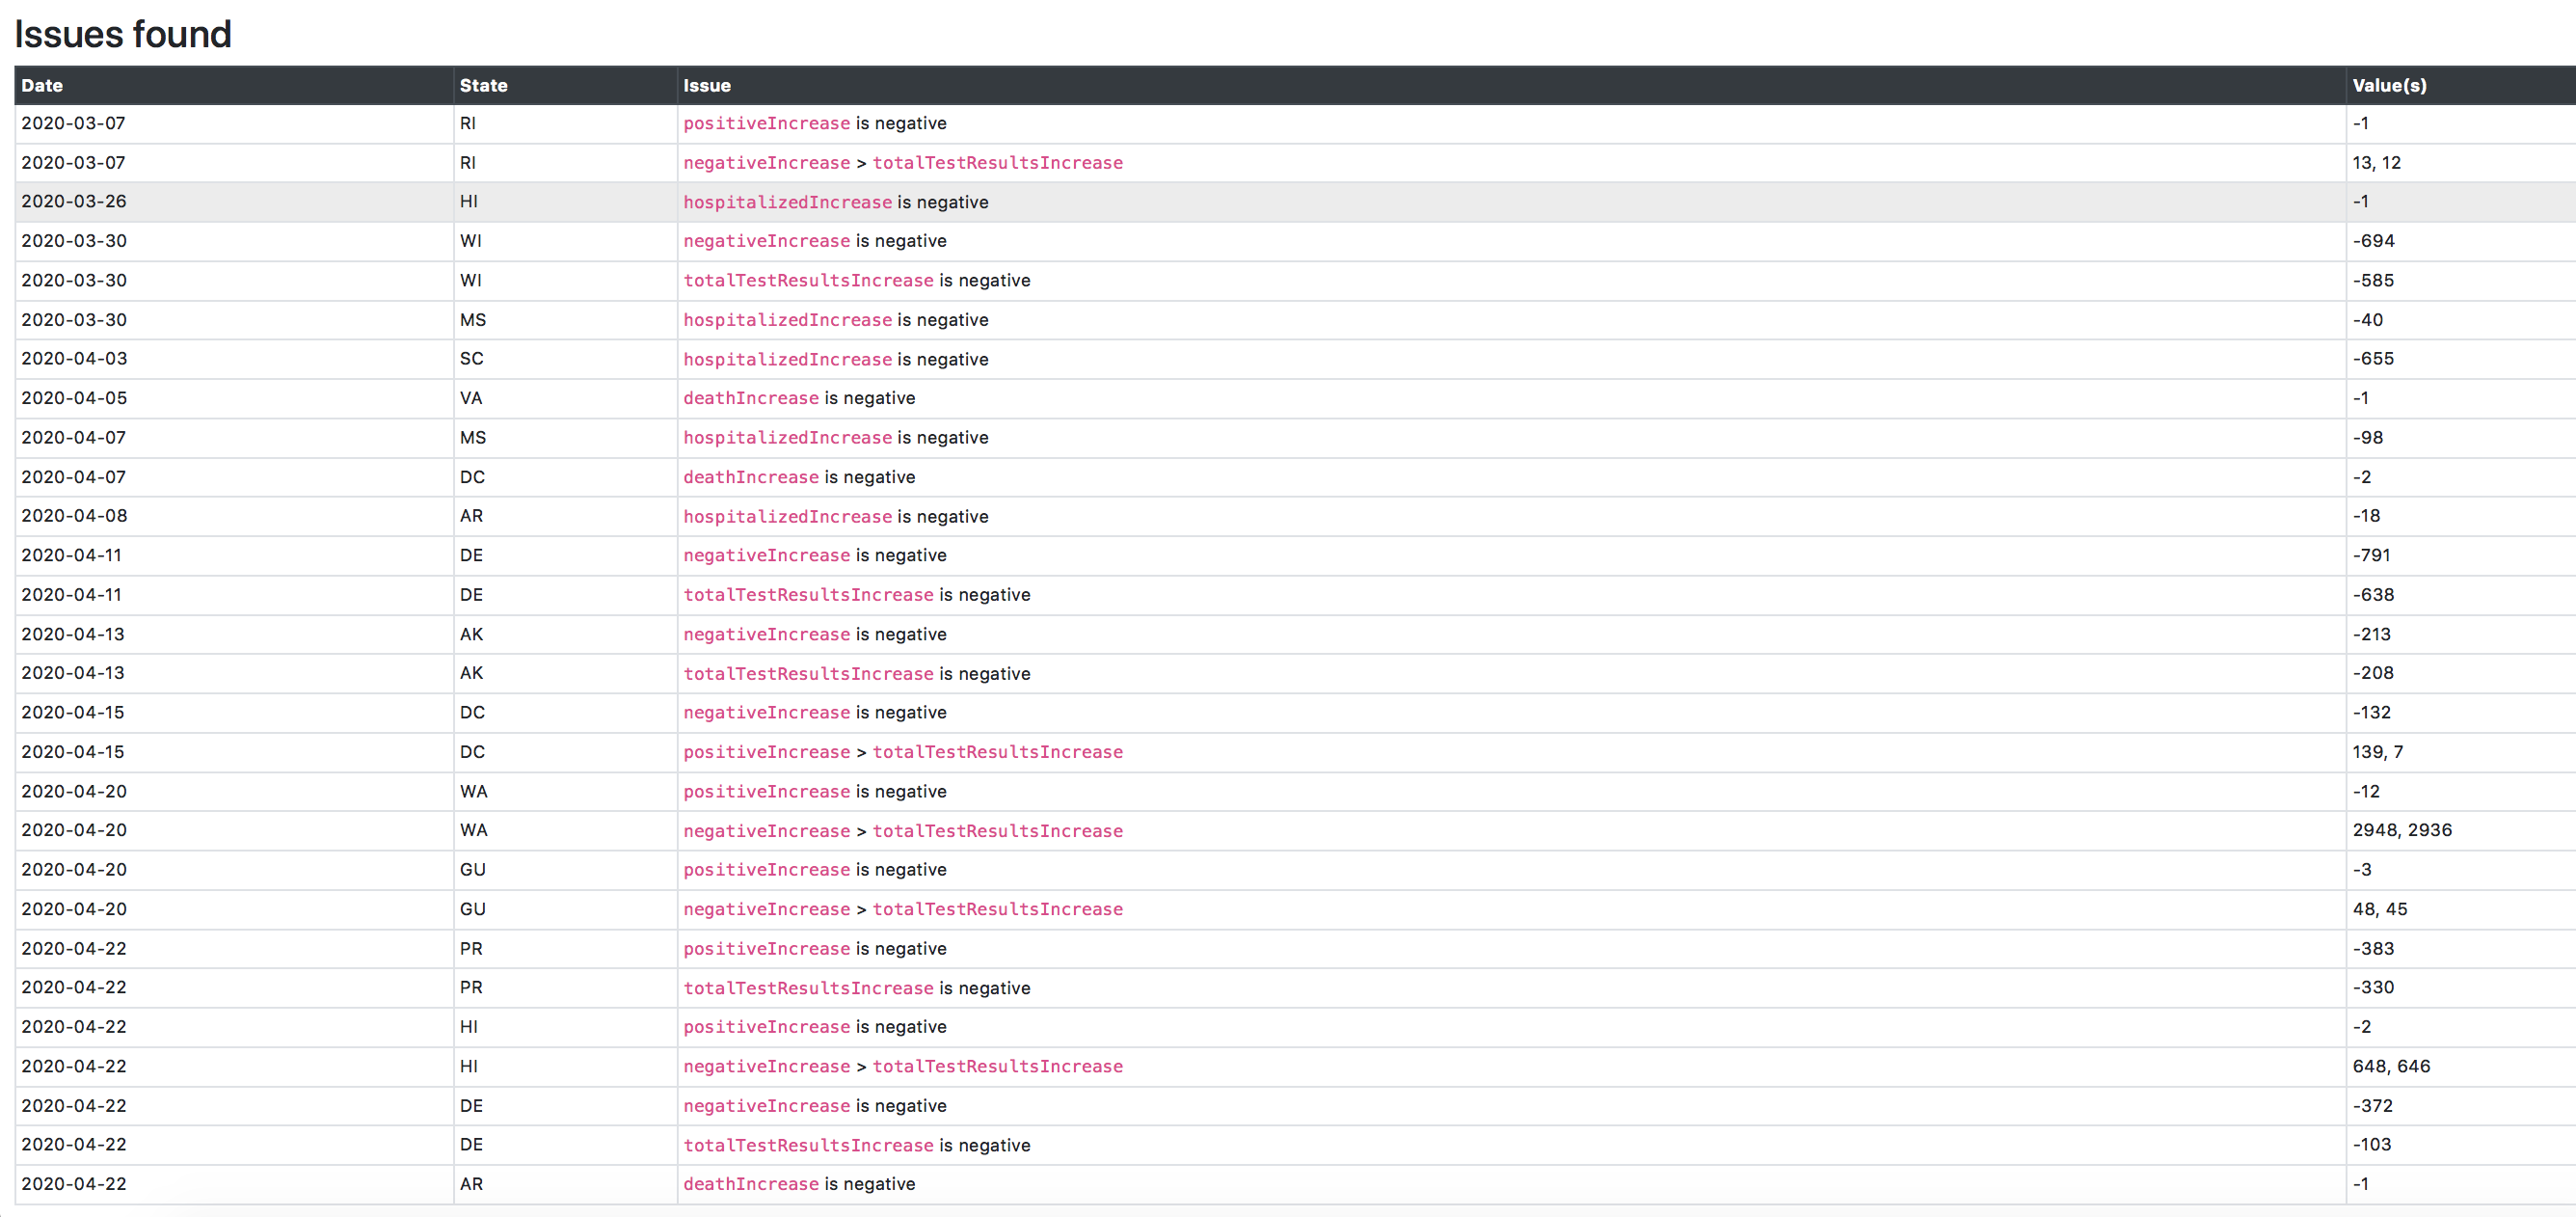 Issues found
Date State Issue Value(s)
2020-03-07 RI positiveIncrease is negative -1
2020-03-07 RI negativeIncrease > totalTestResultsIncrease 13, 12
2020-03-26 HI hospitalizedIncrease is negative -1
2020-03-30 WI negativeIncrease is negative -694
2020-03-30 WI totalTestResultsIncrease is negative -585
2020-03-30 MS hospitalizedIncrease is negative -40
2020-04-03 SC hospitalizedIncrease is negative -655
2020-04-05 VA deathIncrease is negative -1
2020-04-07 MS hospitalizedIncrease is negative -98
2020-04-07 DC deathIncrease is negative -2
2020-04-08 AR hospitalizedIncrease is negative -18
2020-04-11 DE negativeIncrease is negative -791
2020-04-11 DE totalTestResultsIncrease is negative -638
2020-04-13 AK negativeIncrease is negative -213
2020-04-13 AK totalTestResultsIncrease is negative -208
2020-04-15 DC negativeIncrease is negative -132
2020-04-15 DC positiveIncrease > totalTestResultsIncrease 139, 7
2020-04-20 WA positiveIncrease is negative -12
2020-04-20 WA negativeIncrease > totalTestResultsIncrease 2948, 2936
2020-04-20 GU positiveIncrease is negative -3
2020-04-20 GU negativeIncrease > totalTestResultsIncrease 48, 45
2020-04-22 PR positiveIncrease is negative -383
2020-04-22 PR totalTestResultsIncrease is negative -330
2020-04-22 HI positiveIncrease is negative -2
2020-04-22 HI negativeIncrease > totalTestResultsIncrease 648, 646
2020-04-22 DE negativeIncrease is negative -372
2020-04-22 DE totalTestResultsIncrease is negative -103
2020-04-22 AR deathIncrease is negative -1